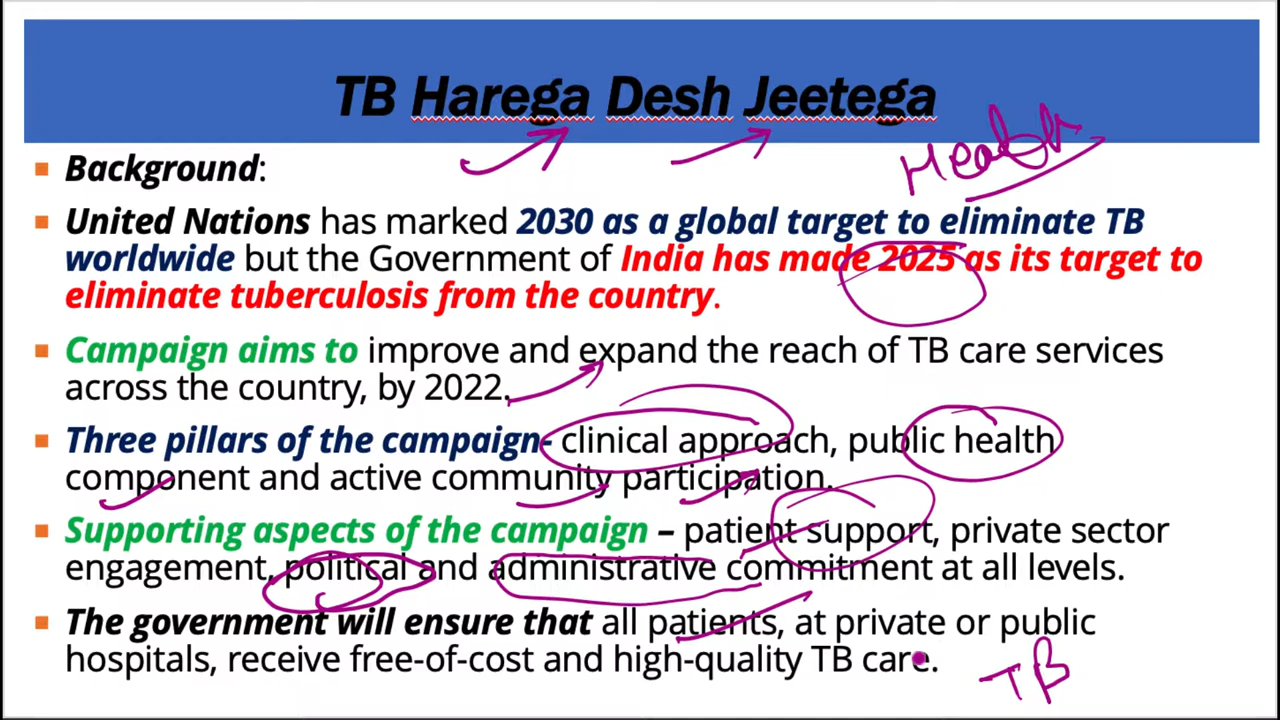 TB Harega Desh Jeetega
Health
▪ Background:
▪ United Nations has marked 2030 as a global target to eliminate TB
worldwide but the Government of India has made 2025 as its target to
eliminate tuberculosis from the country.
▪ Campaign aims to improve and expand the reach of TB care services
across the country, by 2022.
▪ Three pillars of the campaign- clinical approach, public health
component and active community participation.
▪ Supporting aspects of the campaign – patient support, private sector
engagement, political and administrative commitment at all levels.
▪ The government will ensure that all patients, at private or public
hospitals, receive free-of-cost and high-quality TB care.
TB